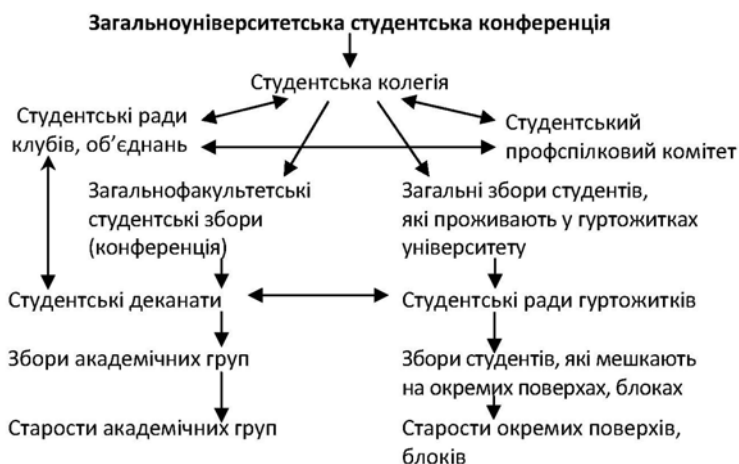 Загальноуніверситетська студентська конференція
Студентська колегія
Студентські ради
клубів, об’єднань
Студентський
профспілковий комітет
Загальнофакультетські
студентські збори
(конференція)
Загальні збори студентів,
які проживають у гуртожитках
університету
Студентські деканати
Студентські ради гуртожитків
Збори академічних груп
Збори студентів, які мешкають
на окремих поверхах, блоках
Старости академічних груп
Старости окремих поверхів,
блоків